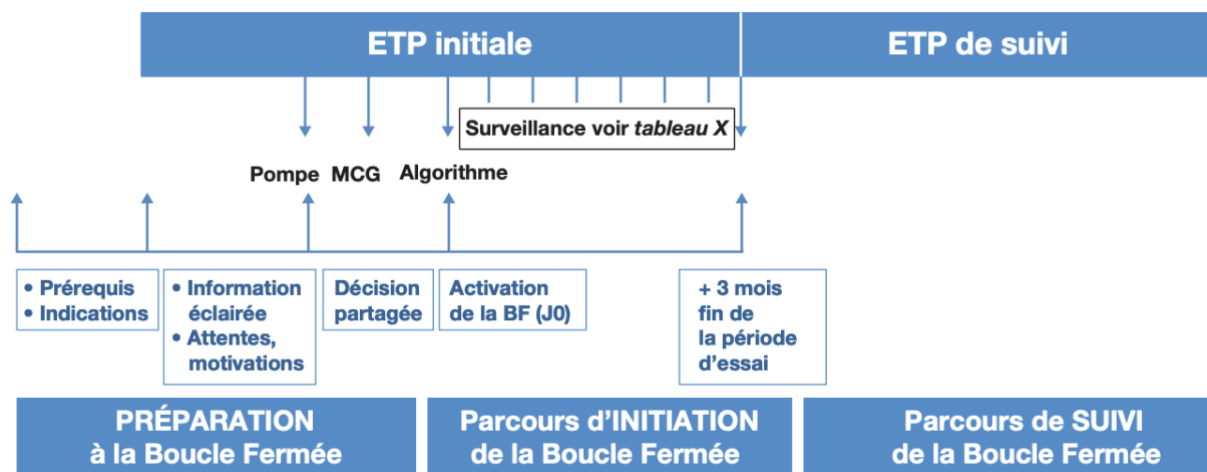 ETP initiale
ETP de suivi
Surveillance voir tableau X
Pompe
MCG
Algorithme
• Prérequis
• Indications
• Information
éclairée
• Attentes,
motivations
Décision
partagée
Activation
de la BF (J0)
+ 3 mois
fin de
la période
d’essai
PRÉPARATION
à la Boucle Fermée
Parcours d’INITIATION
de la Boucle Fermée
Parcours de SUIVI
de la Boucle Fermée